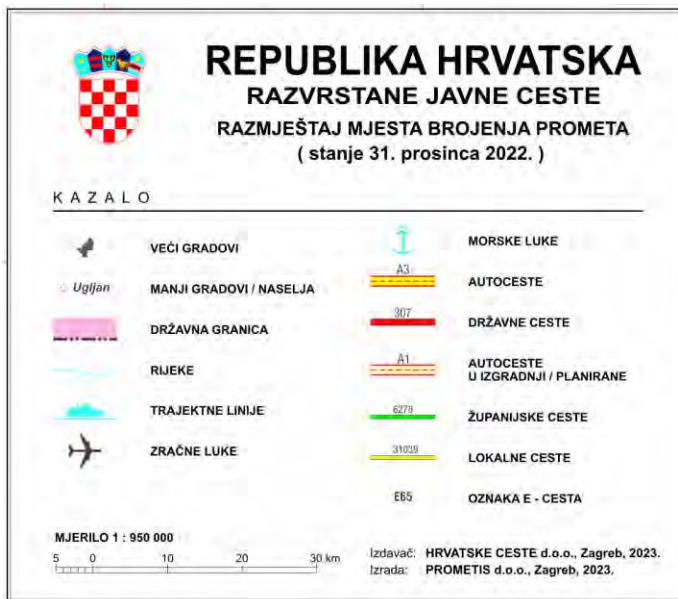 REPUBLIKA HRVATSKA
RAZVRSTANE JAVNE CESTE
RAZMJEŠTAJ MJESTA BROJENJA PROMETA
( stanje 31. prosinca 2022. )
KAZALO
VEĆI GRADOVI
Ugljan MANJI GRADOVI / NASELJA
DRŽAVNA GRANICA
RIJEKE
TRAJEKTNE LINIJE
ZRAČNE LUKE
MORSKE LUKE
A3 AUTOCESTE
307 DRŽAVNE CESTE
A1 AUTOCESTE
U IZGRADNJI / PLANIRANE
6279 ŽUPANIJSKE CESTE
31039 LOKALNE CESTE
E65 OZNAKA E - CESTA
MJERILO 1 : 950 000
5 0 10 20 30 km
Izdavač: HRVATSKE CESTE d.o.o., Zagreb, 2023.
Izrada: PROMETIS d.o.o., Zagreb, 2023.